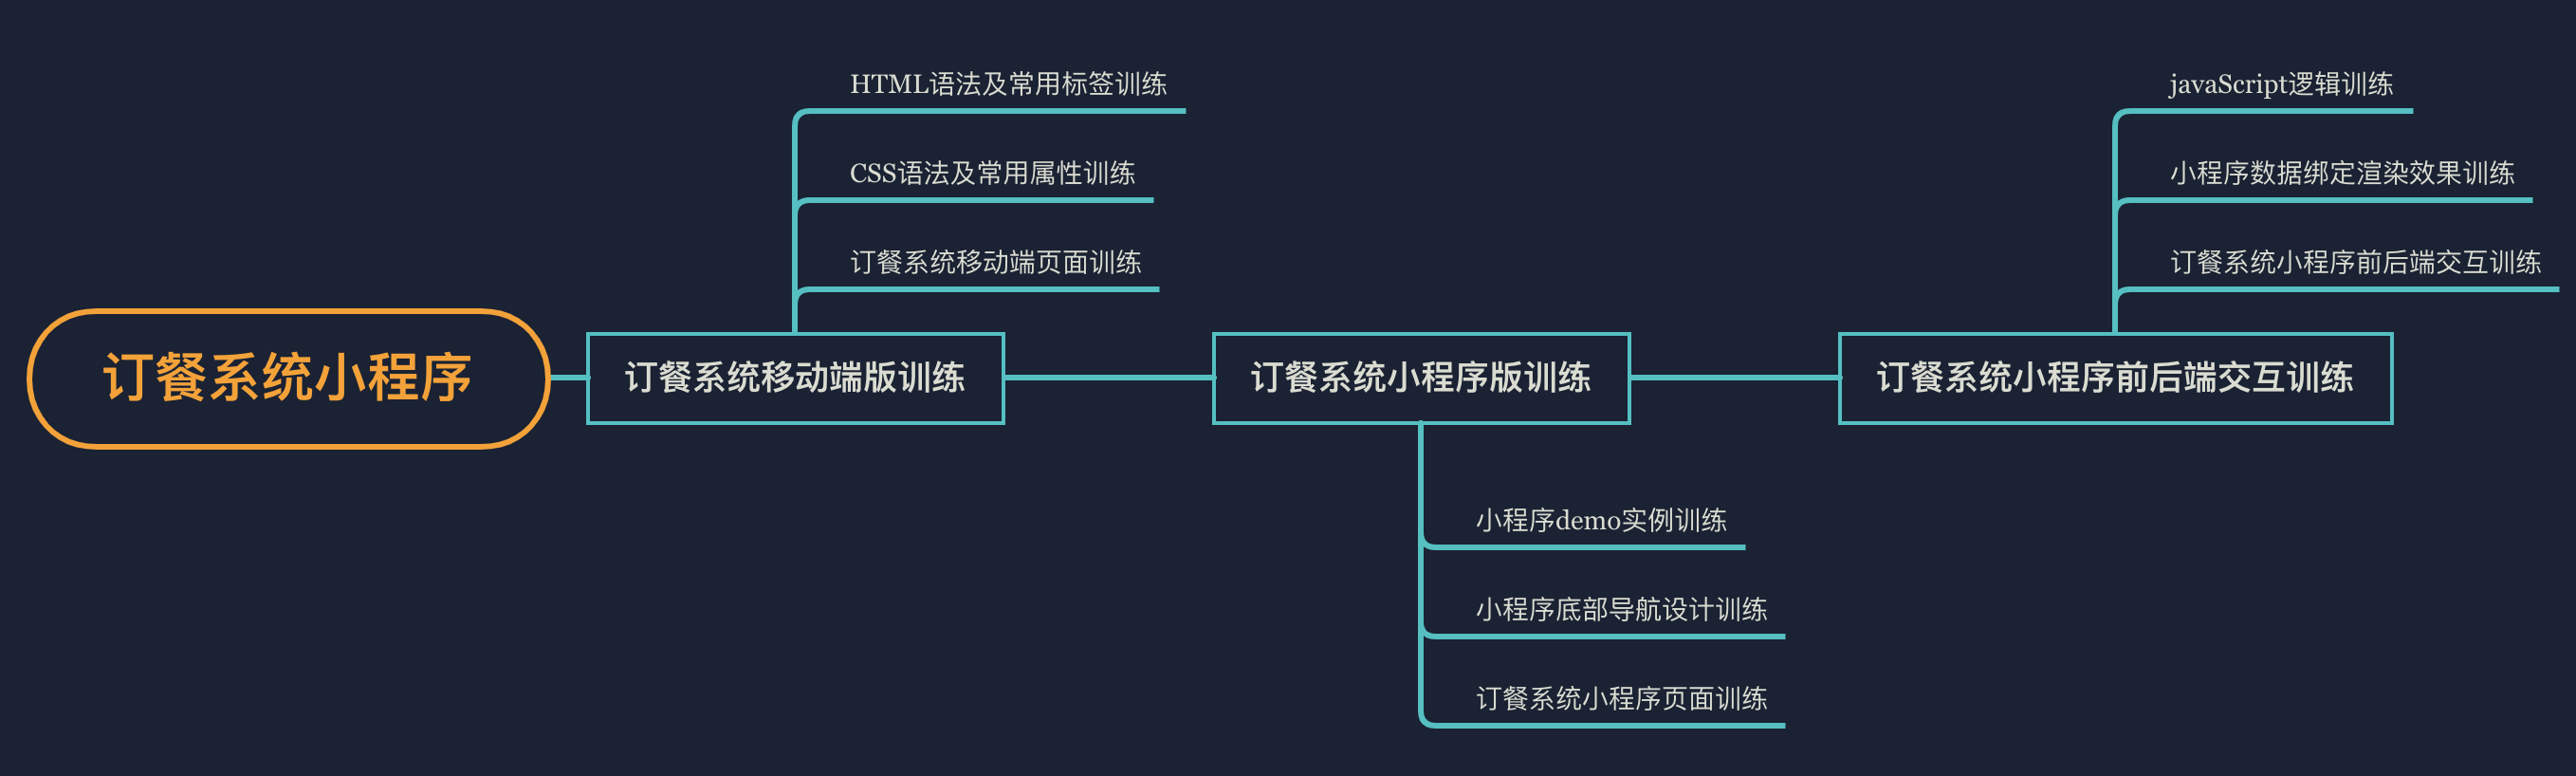 订餐系统小程序
HTML语法及常用标签训练
CSS语法及常用属性训练
订餐系统移动端页面训练
订餐系统移动端版训练
订餐系统小程序版训练
小程序demo实例训练
小程序底部导航设计训练
订餐系统小程序页面训练
javaScript逻辑训练
小程序数据绑定渲染效果训练
订餐系统小程序前后端交互训练
订餐系统小程序前后端交互训练